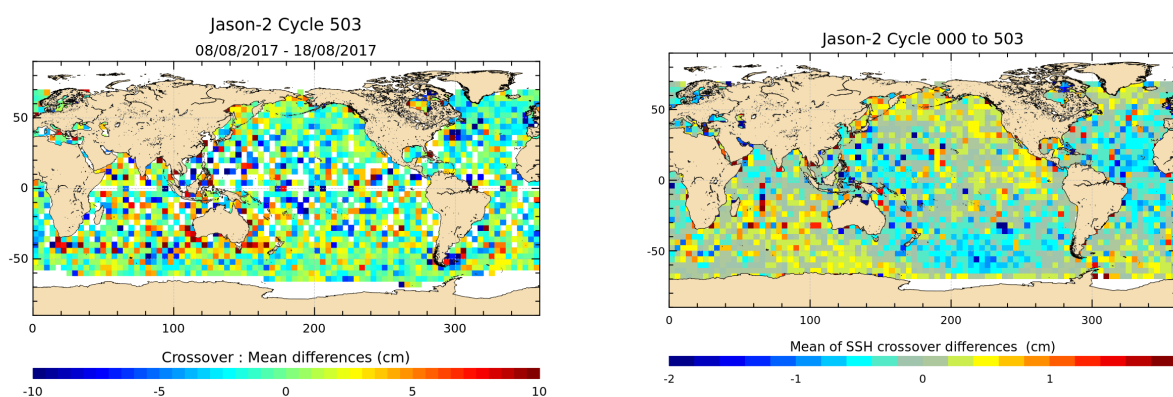 Jason-2 Cycle 503
08/08/2017 - 18/08/2017
50
0
-50
0 100 200 300
Crossover : Mean differences (cm)
-10 -5 0 5 10
Jason-2 Cycle 000 to 503
50
0
-50
0 100 200 300
Mean of SSH crossover differences (cm)
-2 -1 0 1